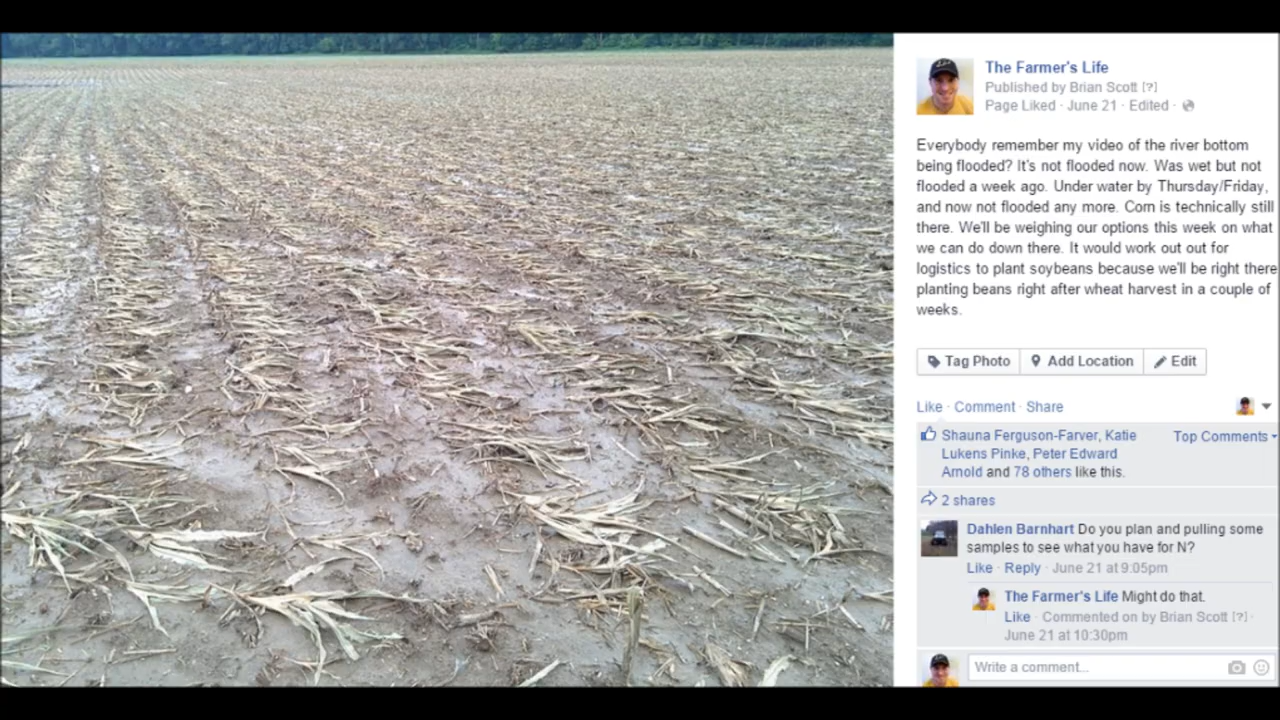 The Farmer's Life
Published by Brian Scott [?]
Page Liked · June 21 · Edited ·
Everybody remember my video of the river bottom
being flooded? It's not flooded now. Was wet but not
flooded a week ago. Under water by Thursday/Friday,
and now not flooded any more. Corn is technically still
there. We'll be weighing our options this week on what
we can do down there. It would work out out for
logistics to plant soybeans because we'll be right there
planting beans right after wheat harvest in a couple of
weeks.
Tag Photo Add Location Edit
Like · Comment · Share
Shauna Ferguson-Farver, Katie
Lukens Pinke, Peter Edward
Arnold and 78 others like this.
Top Comments
2 shares
Dahlen Barnhart Do you plan and pulling some
samples to see what you have for N?
Like · Reply · June 21 at 9:05pm
The Farmer's Life Might do that.
Like · Commented on by Brian Scott [?] ·
June 21 at 10:30pm
Write a comment...